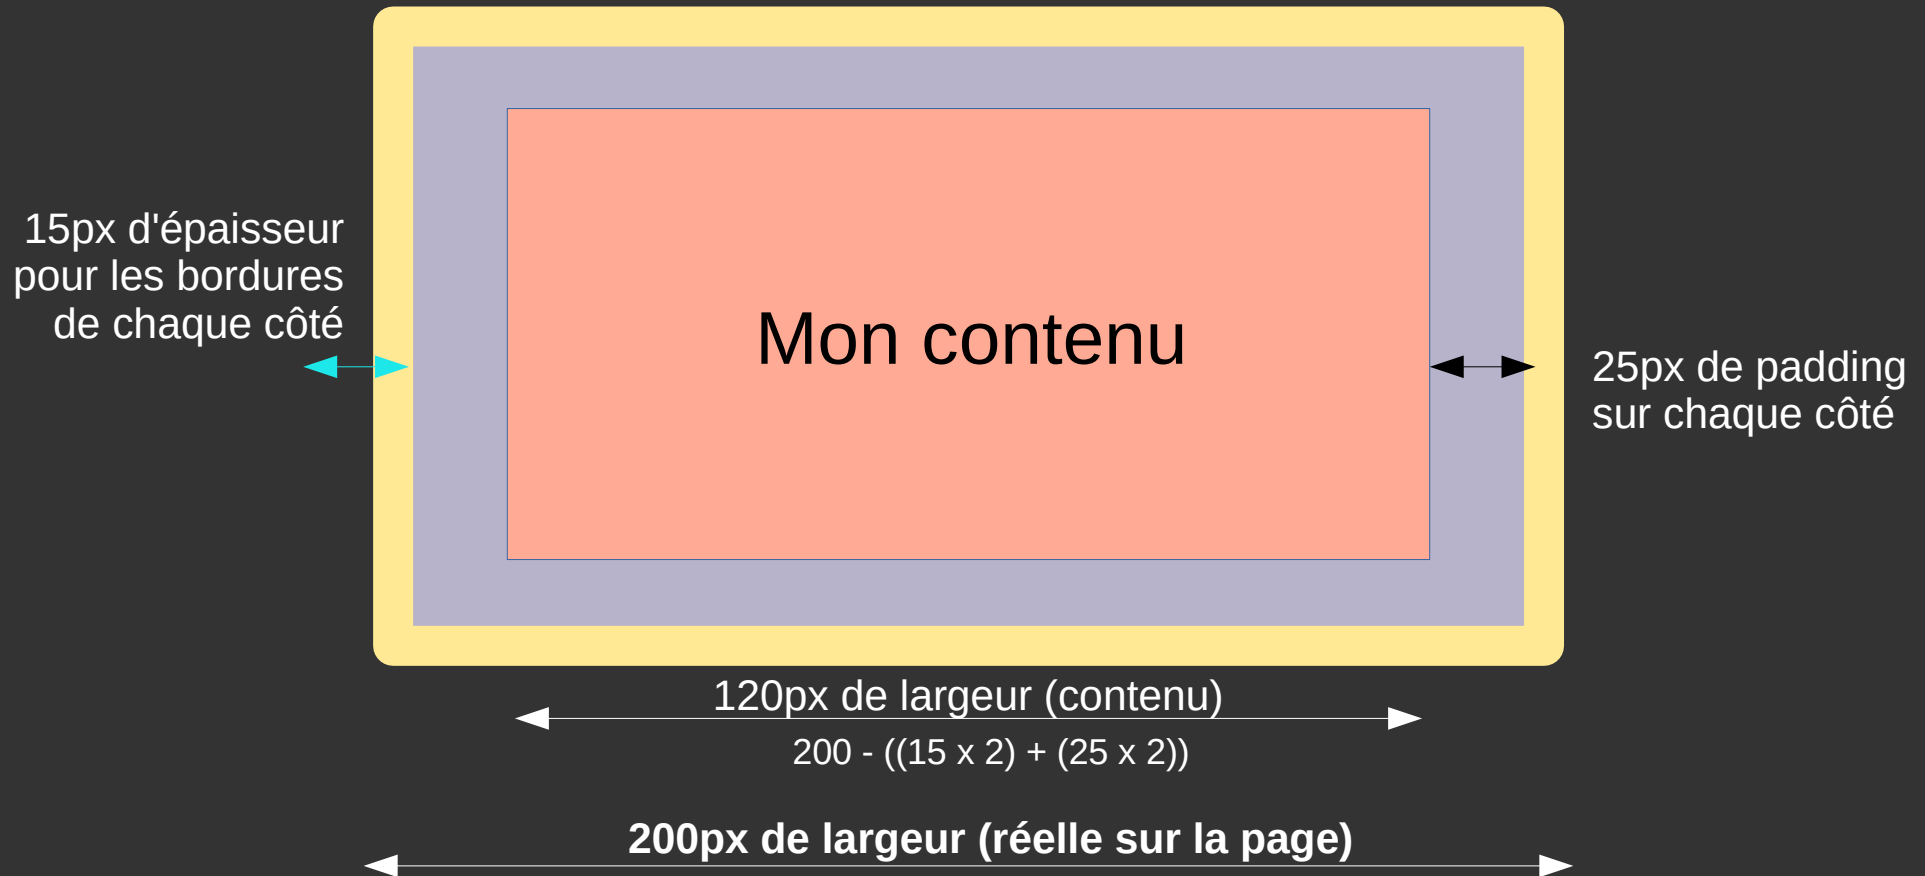 15px d'épaisseur
pour les bordures
de chaque côté
Mon contenu
25px de padding
sur chaque côté
120px de largeur (contenu)
200 - ((15 x 2) + (25 x 2))
200px de largeur (réelle sur la page)